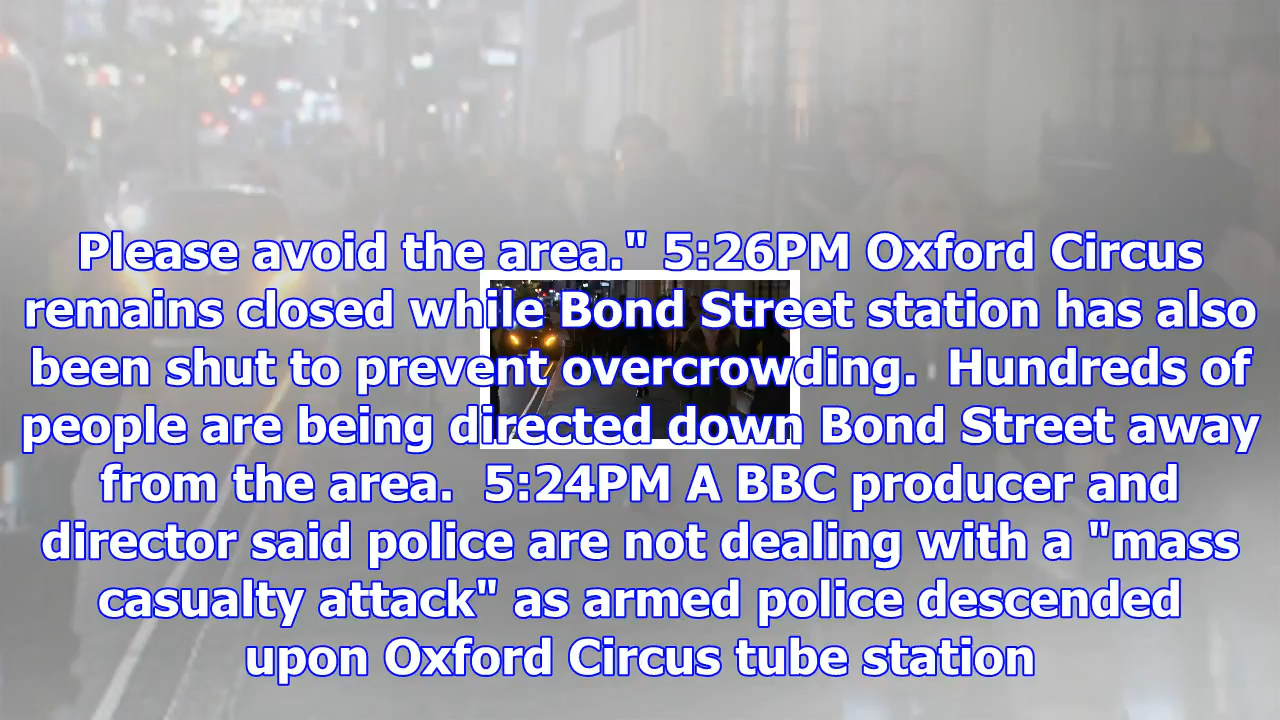 Please avoid the area." 5:26PM Oxford Circus
remains closed while Bond Street station has also
been shut to prevent overcrowding.  Hundreds of
people are being directed down Bond Street away
from the area.  5:24PM A BBC producer and
director said police are not dealing with a "mass
casualty attack" as armed police descended
upon Oxford Circus tube station